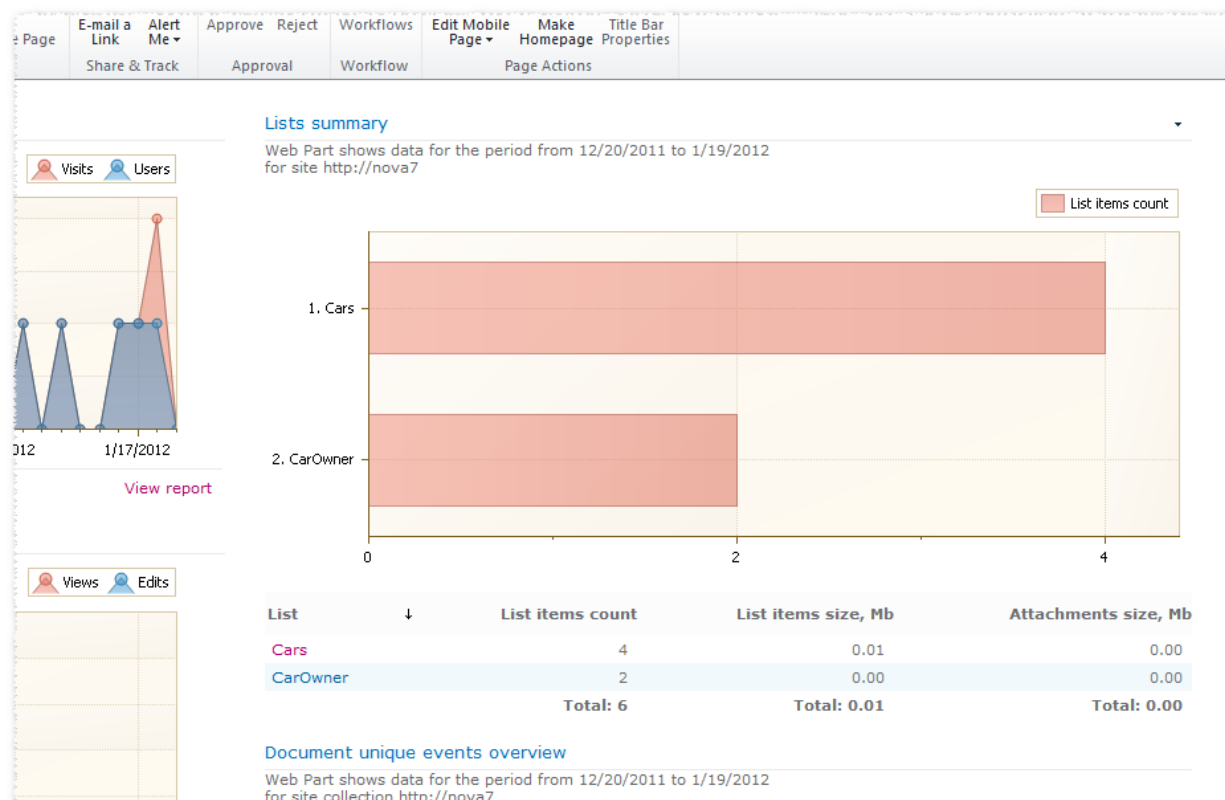 E-mail a Link
Alert Me
Approve Reject
Workflows
Edit Mobile Page
Make Homepage
Title Bar Properties
Page
Share & Track
Approval
Workflow
Page Actions
Visits Users
1/17/2012
View report
Views Edits
Lists summary
Web Part shows data for the period from 12/20/2011 to 1/19/2012
for site http://nova7
List items count
1. Cars
2. CarOwner
0 2 4
List ↓ List items count List items size, Mb Attachments size, Mb
Cars 4 0.01 0.00
CarOwner 2 0.00 0.00
Total: 6 Total: 0.01 Total: 0.00
Document unique events overview
Web Part shows data for the period from 12/20/2011 to 1/19/2012
for site collection http://nova7